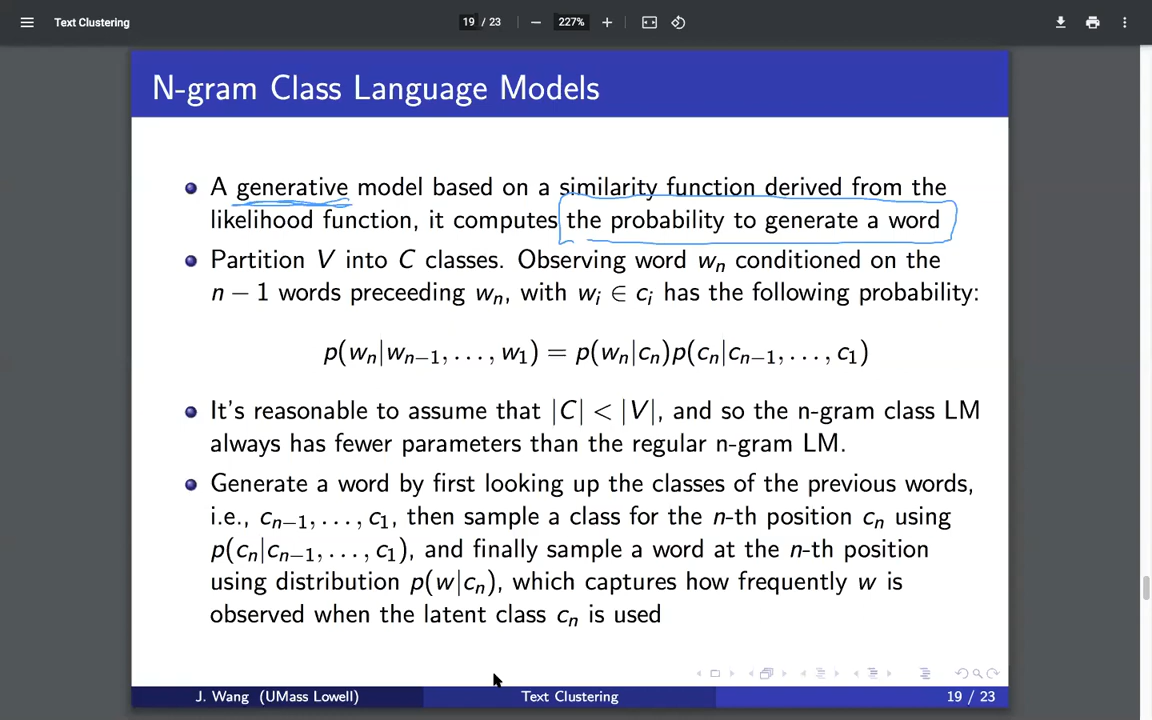 Text Clustering
19 / 23
227%
N-gram Class Language Models
A generative model based on a similarity function derived from the
likelihood function, it computes the probability to generate a word
Partition V into C classes. Observing word wₙ conditioned on the
n − 1 words preceeding wₙ, with wᵢ ∈ cᵢ has the following probability:
p(wₙ|wₙ₋₁, . . . , w₁) = p(wₙ|cₙ)p(cₙ|cₙ₋₁, . . . , c₁)
It's reasonable to assume that |C| < |V|, and so the n-gram class LM
always has fewer parameters than the regular n-gram LM.
Generate a word by first looking up the classes of the previous words,
i.e., cₙ₋₁, . . . , c₁, then sample a class for the n-th position cₙ using
p(cₙ|cₙ₋₁, . . . , c₁), and finally sample a word at the n-th position
using distribution p(w|cₙ), which captures how frequently w is
observed when the latent class cₙ is used
J. Wang (UMass Lowell)
Text Clustering
19 / 23